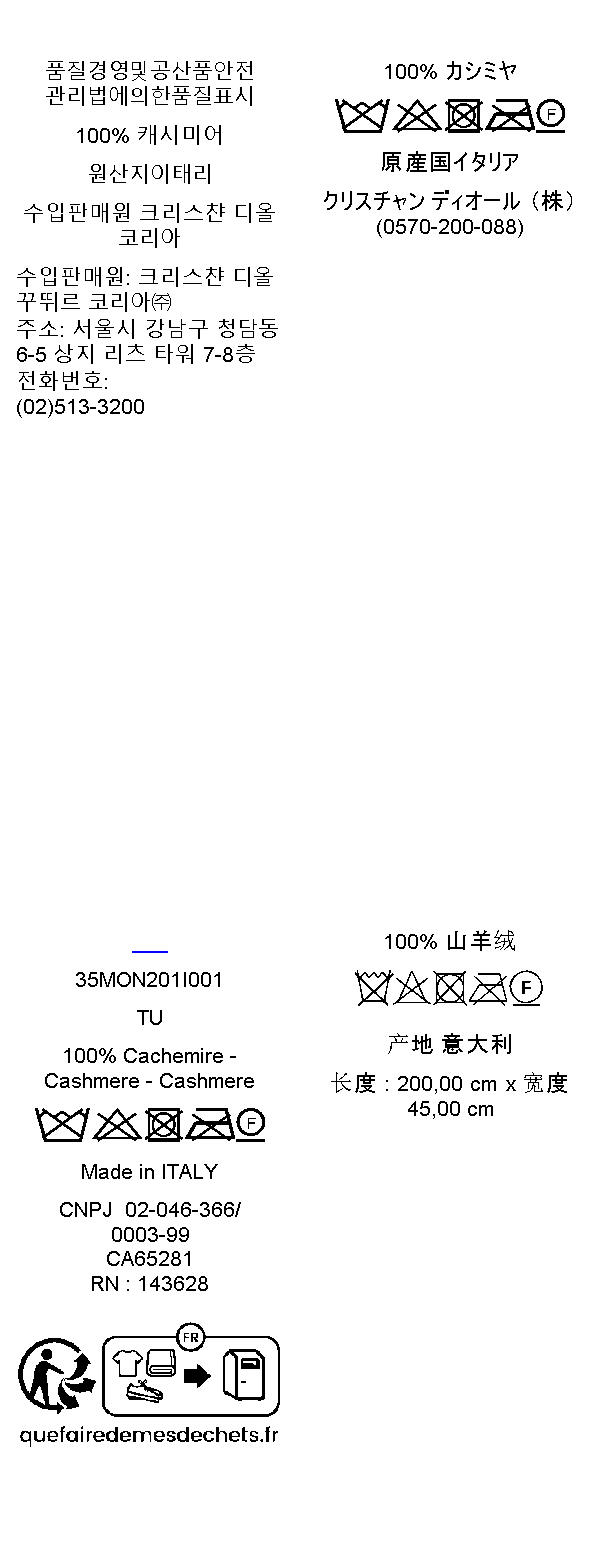 품질경영및공산품안전
관리법에의한품질표시
100% 캐시미어
원산지이태리
수입판매원 크리스챤 디올
코리아
수입판매원: 크리스챤 디올
꾸뛰르 코리아㈜
주소: 서울시 강남구 청담동
6-5 상지 리츠 타워 7-8층
전화번호:
(02)513-3200
100% カシミヤ
F
原産国イタリア
クリスチャン ディオール（株）
(0570-200-088)
35MON201I001
TU
100% Cachemire -
Cashmere - Cashmere
F
Made in ITALY
CNPJ 02-046-366/
0003-99
CA65281
RN : 143628
FR
quefairedemesdechets.fr
100% 山羊绒
F
产地 意大利
长度 : 200,00 cm x 宽度
45,00 cm